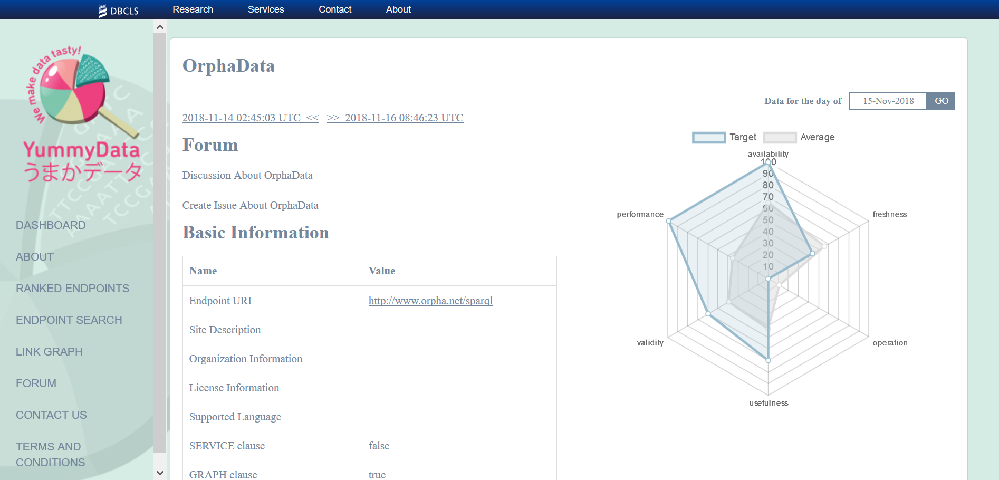 DBCLS
Research
Services
Contact
About
We make data tasty!
YummyData
うまかデータ
DASHBOARD
ABOUT
RANKED ENDPOINTS
ENDPOINT SEARCH
LINK GRAPH
FORUM
CONTACT US
TERMS AND
CONDITIONS
OrphaData
Data for the day of 15-Nov-2018 GO
2018-11-14 02:45:03 UTC << >> 2018-11-16 08:46:23 UTC
Forum
Discussion About OrphaData
Create Issue About OrphaData
Basic Information
Name Value
Endpoint URI http://www.orpha.net/sparql
Site Description
Organization Information
License Information
Supported Language
SERVICE clause false
GRAPH clause true
Target Average
availability
100
90
80
70
60
50
40
30
20
10
performance
freshness
validity
operation
usefulness